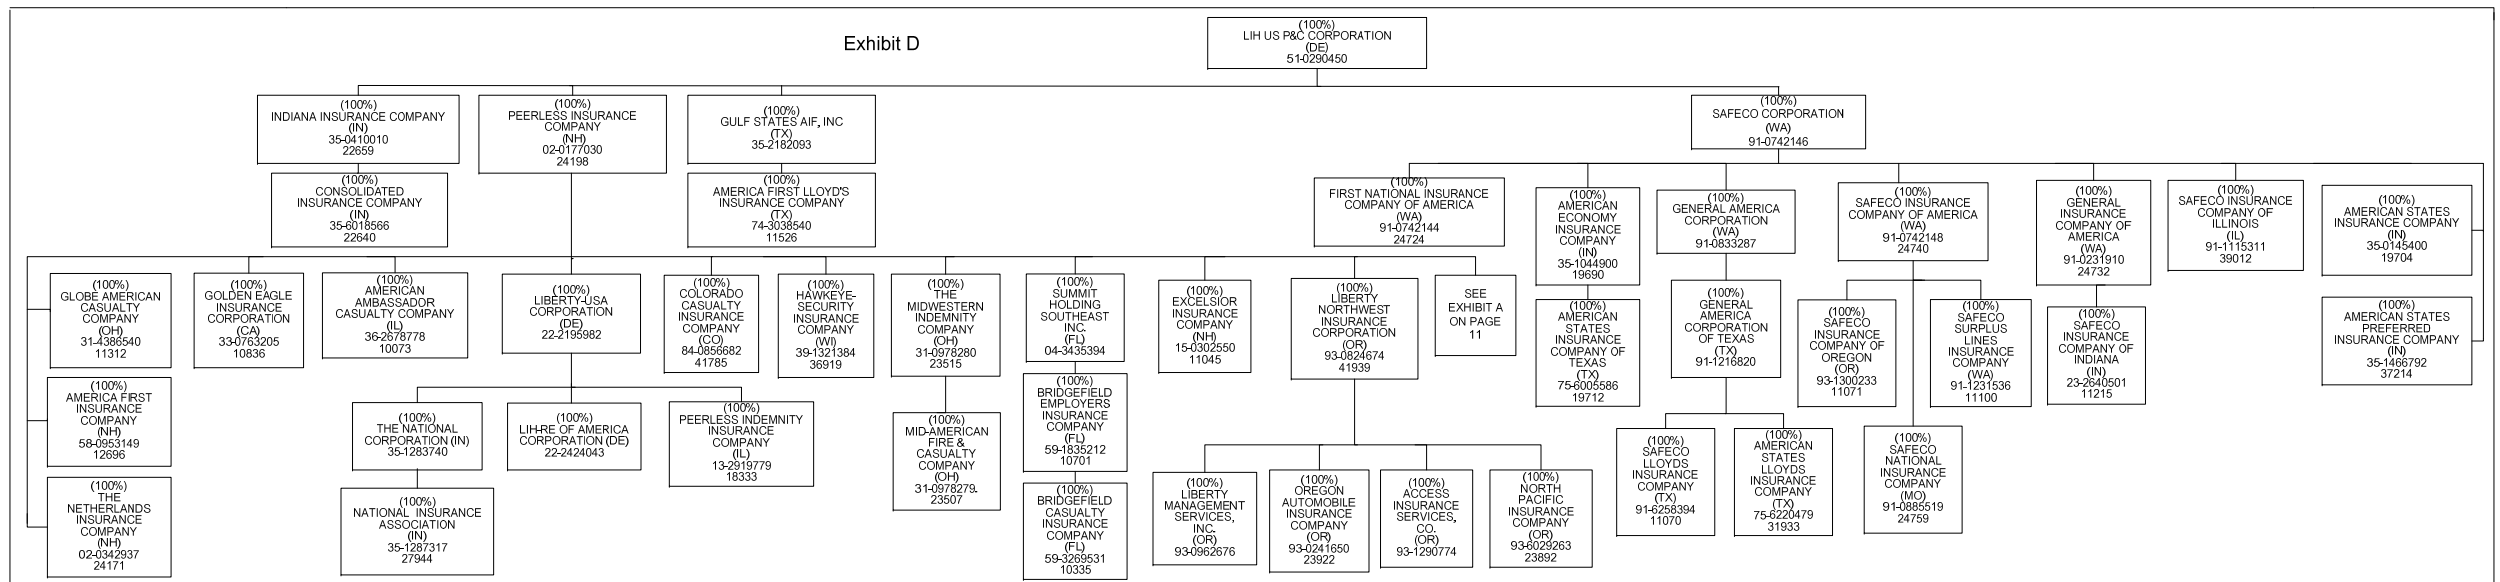 Exhibit D
(100%)
LIH US P&C CORPORATION
(DE)
51-0290450
(100%)
INDIANA INSURANCE COMPANY
(IN)
35-0410010
22659
(100%)
PEERLESS INSURANCE
COMPANY
(NH)
02-0177030
24198
(100%)
GULF STATES AIF, INC
(TX)
35-2182093
(100%)
SAFECO CORPORATION
(WA)
91-0742146
(100%)
CONSOLIDATED
INSURANCE COMPANY
(IN)
35-6018566
22640
(100%)
AMERICA FIRST LLOYD'S
INSURANCE COMPANY
(TX)
74-3038540
11526
(100%)
FIRST NATIONAL INSURANCE
COMPANY OF AMERICA
(WA)
91-0742144
24724
(100%)
AMERICAN
ECONOMY
INSURANCE
COMPANY
(IN)
35-1044900
19690
(100%)
GENERAL AMERICA
CORPORATION
(WA)
91-0833287
(100%)
SAFECO INSURANCE
COMPANY OF AMERICA
(WA)
91-0742148
24740
(100%)
GENERAL
INSURANCE
COMPANY OF
AMERICA
(WA)
91-0231910
24732
(100%)
SAFECO INSURANCE
COMPANY OF
ILLINOIS
(IL)
91-1115311
39012
(100%)
AMERICAN STATES
INSURANCE COMPANY
(IN)
35-0145400
19704
(100%)
GLOBE AMERICAN
CASUALTY
COMPANY
(OH)
31-4386540
11312
(100%)
GOLDEN EAGLE
INSURANCE
CORPORATION
(CA)
33-0763205
10836
(100%)
AMERICAN
AMBASSADOR
CASUALTY COMPANY
(IL)
36-2678778
10073
(100%)
LIBERTY-USA
CORPORATION
(DE)
22-2195982
(100%)
COLORADO
CASUALTY
INSURANCE
COMPANY
(CO)
84-0856682
41785
(100%)
HAWKEYE-
SECURITY
INSURANCE
COMPANY
(WI)
39-1321384
36919
(100%)
THE
MIDWESTERN
INDEMNITY
COMPANY
(OH)
31-0978280
23515
(100%)
SUMMIT
HOLDING
SOUTHEAST
INC.
(FL)
04-3435394
(100%)
EXCELSIOR
INSURANCE
COMPANY
(NH)
15-0302550
11045
(100%)
LIBERTY
NORTHWEST
INSURANCE
CORPORATION
(OR)
93-0824674
41939
SEE
EXHIBIT A
ON PAGE
11
(100%)
AMERICAN
STATES
INSURANCE
COMPANY OF
TEXAS
(TX)
75-6005586
19712
(100%)
GENERAL
AMERICA
CORPORATION
OF TEXAS
(TX)
91-1216820
(100%)
SAFECO
INSURANCE
COMPANY OF
OREGON
(OR)
93-1300233
11071
(100%)
SAFECO
SURPLUS
LINES
INSURANCE
COMPANY
(WA)
91-1231536
11100
(100%)
SAFECO
INSURANCE
COMPANY OF
INDIANA
(IN)
23-2640501
11215
(100%)
AMERICAN STATES
PREFERRED
INSURANCE COMPANY
(IN)
35-1466792
37214
(100%)
AMERICA FIRST
INSURANCE
COMPANY
(NH)
58-0953149
12696
(100%)
THE NATIONAL
CORPORATION (IN)
35-1283740
(100%)
LIH-RE OF AMERICA
CORPORATION (DE)
22-2424043
(100%)
PEERLESS INDEMNITY
INSURANCE
COMPANY
(IL)
13-2919779
18333
(100%)
MID-AMERICAN
FIRE &
CASUALTY
COMPANY
(OH)
31-0978279-
23507
(100%)
BRIDGEFIELD
EMPLOYERS
INSURANCE
COMPANY
(FL)
59-1835212
10701
(100%)
SAFECO
LLOYDS
INSURANCE
COMPANY
(TX)
91-6258394
11070
(100%)
AMERICAN
STATES
LLOYDS
INSURANCE
COMPANY
(TX)
75-6220479
31933
(100%)
SAFECO
NATIONAL
INSURANCE
COMPANY
(MO)
91-0885519
24759
(100%)
THE
NETHERLANDS
INSURANCE
COMPANY
(NH)
02-0342937
24171
(100%)
NATIONAL INSURANCE
ASSOCIATION
(IN)
35-1287317
27944
(100%)
BRIDGEFIELD
CASUALTY
INSURANCE
COMPANY
(FL)
59-3269531
10335
(100%)
LIBERTY
MANAGEMENT
SERVICES,
INC.
(OR)
93-0962676
(100%)
OREGON
AUTOMOBILE
INSURANCE
COMPANY
(OR)
93-0241650
23922
(100%)
ACCESS
INSURANCE
SERVICES,
CO.
(OR)
93-1290774
(100%)
NORTH
PACIFIC
INSURANCE
COMPANY
(OR)
93-6029263
23892